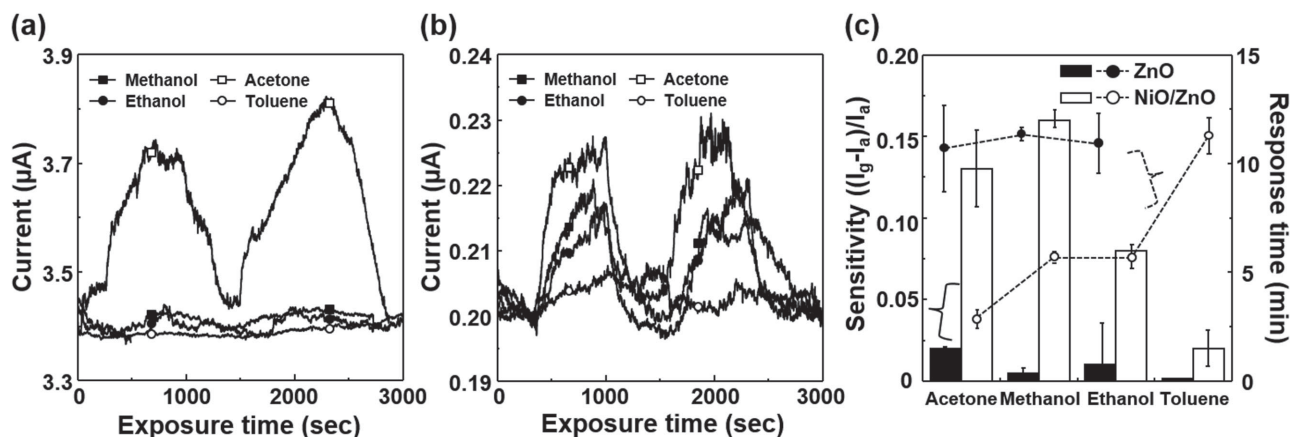 (a)
3.9
3.7
3.5
3.3
Current (µA)
Methanol
Acetone
Ethanol
Toluene
0 1000 2000 3000
Exposure time (sec)
(b)
0.24
0.23
0.22
0.21
0.20
0.19
Current (µA)
Methanol
Acetone
Ethanol
Toluene
0 1000 2000 3000
Exposure time (sec)
(c)
0.20
0.15
0.10
0.05
0
Sensitivity ((Ig-Ia)/Ia)
ZnO
NiO/ZnO
15
10
5
0
Response time (min)
Acetone Methanol Ethanol Toluene